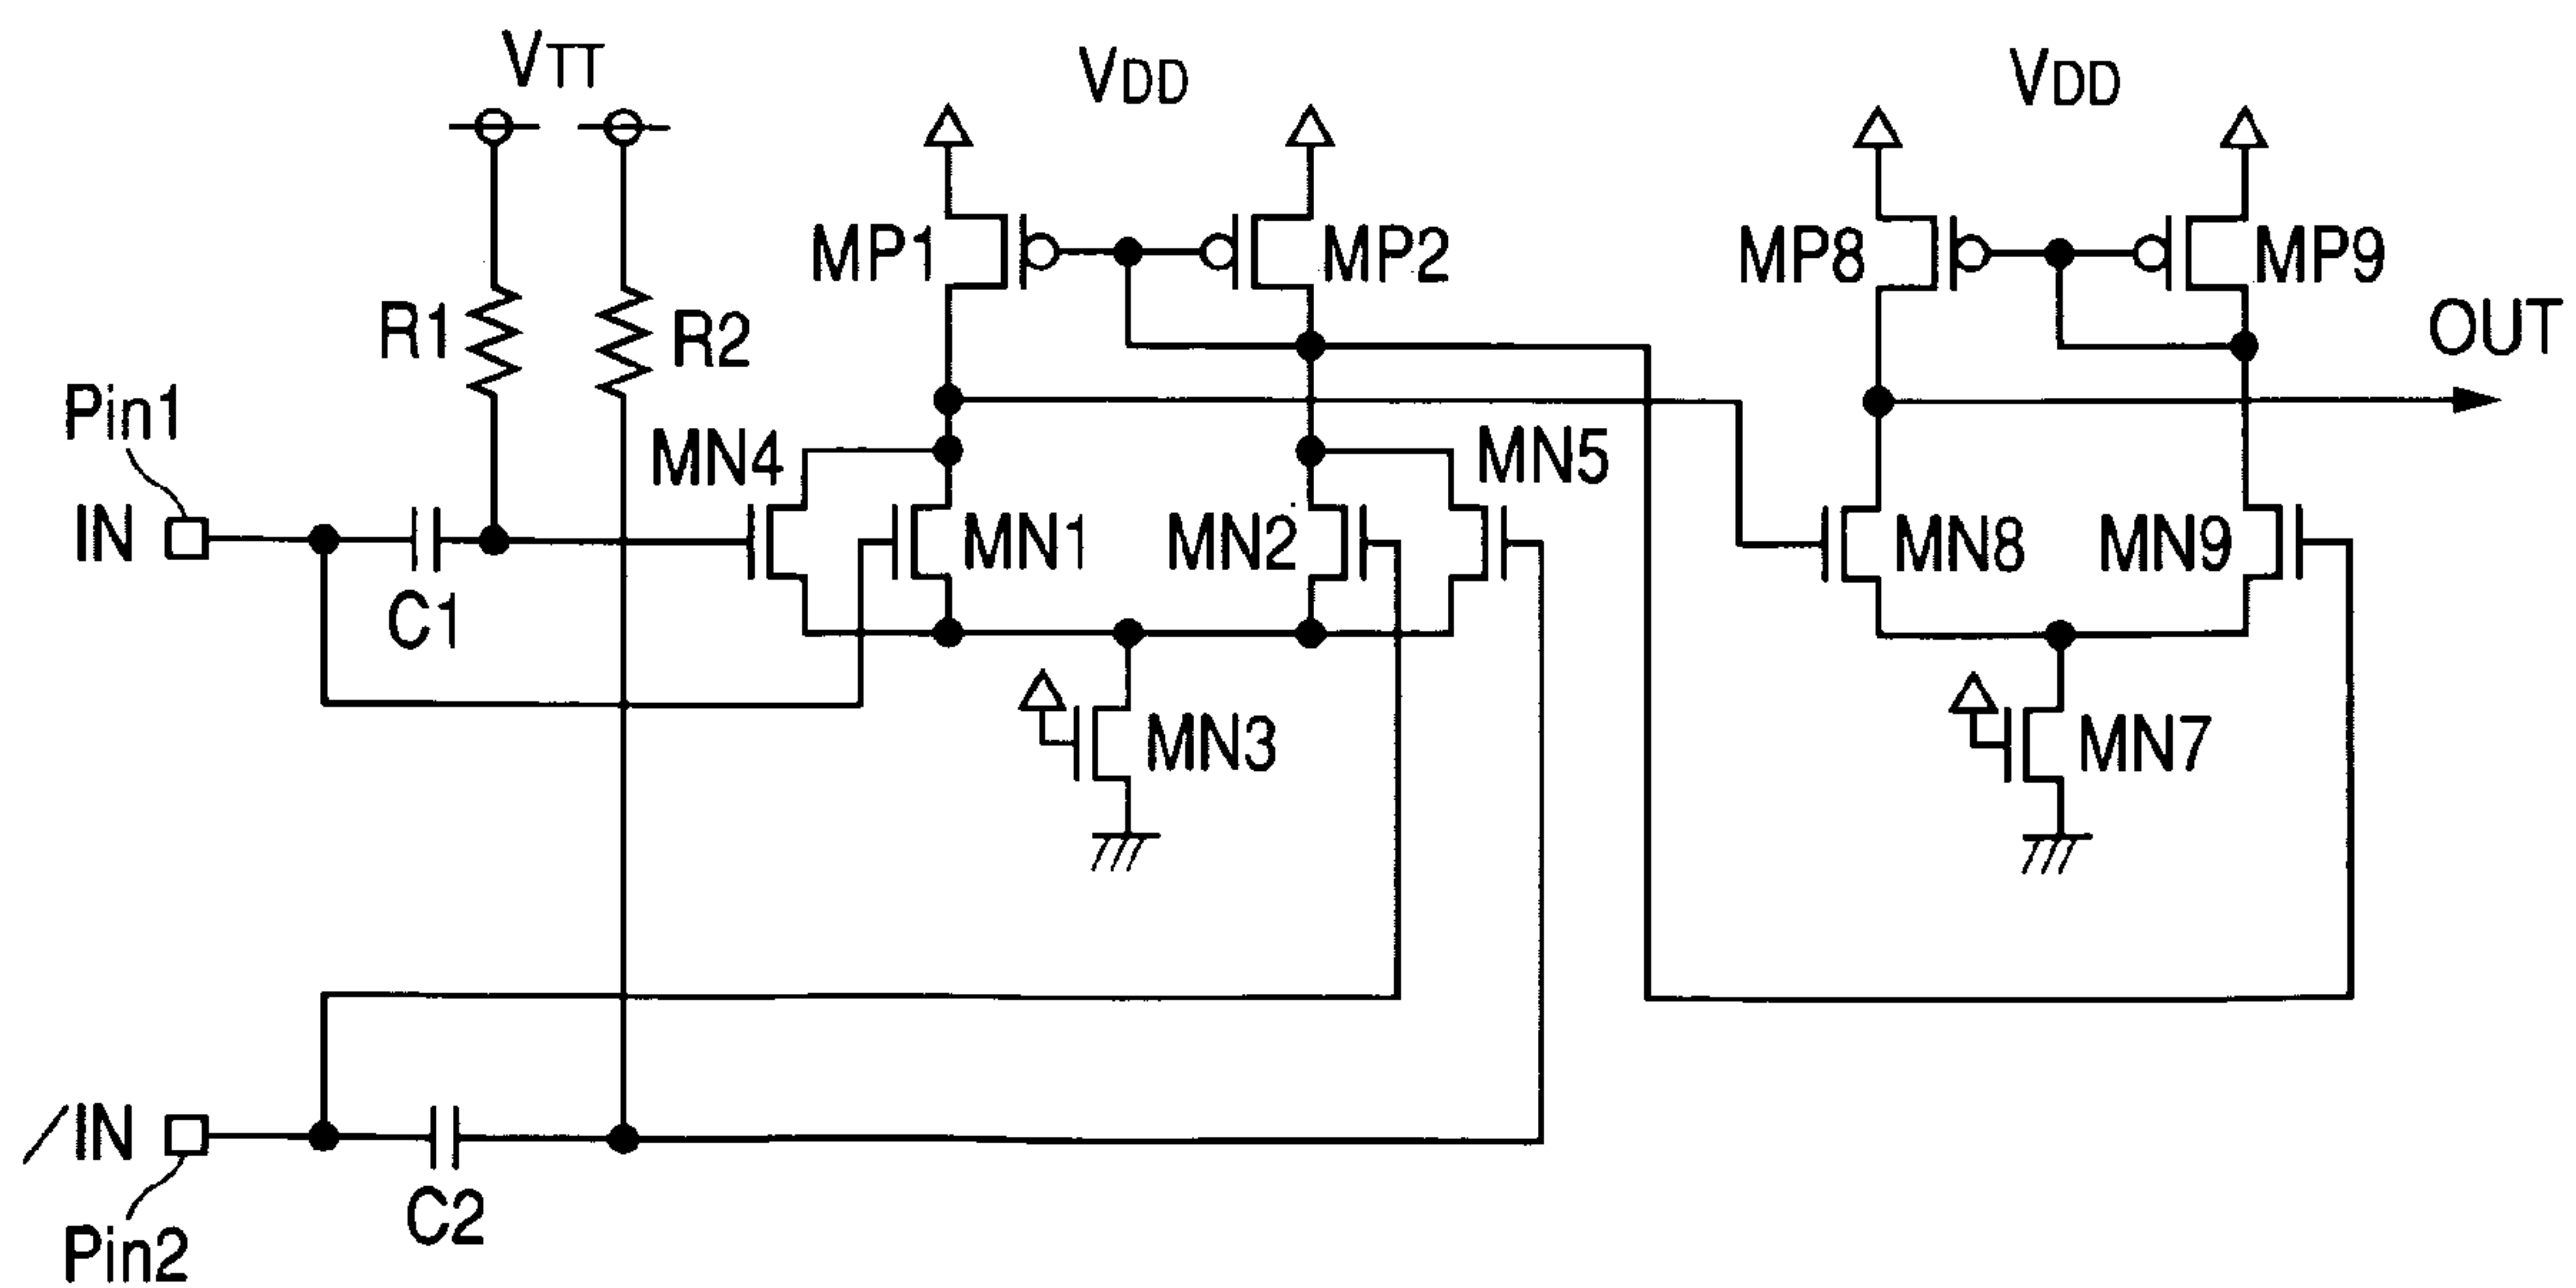 VTT
VDD
VDD
MP1
MP2
MP8
MP9
R1
R2
OUT
Pin1
MN4
MN5
IN
MN1
MN2
MN8
MN9
C1
MN3
MN7
/IN
C2
Pin2